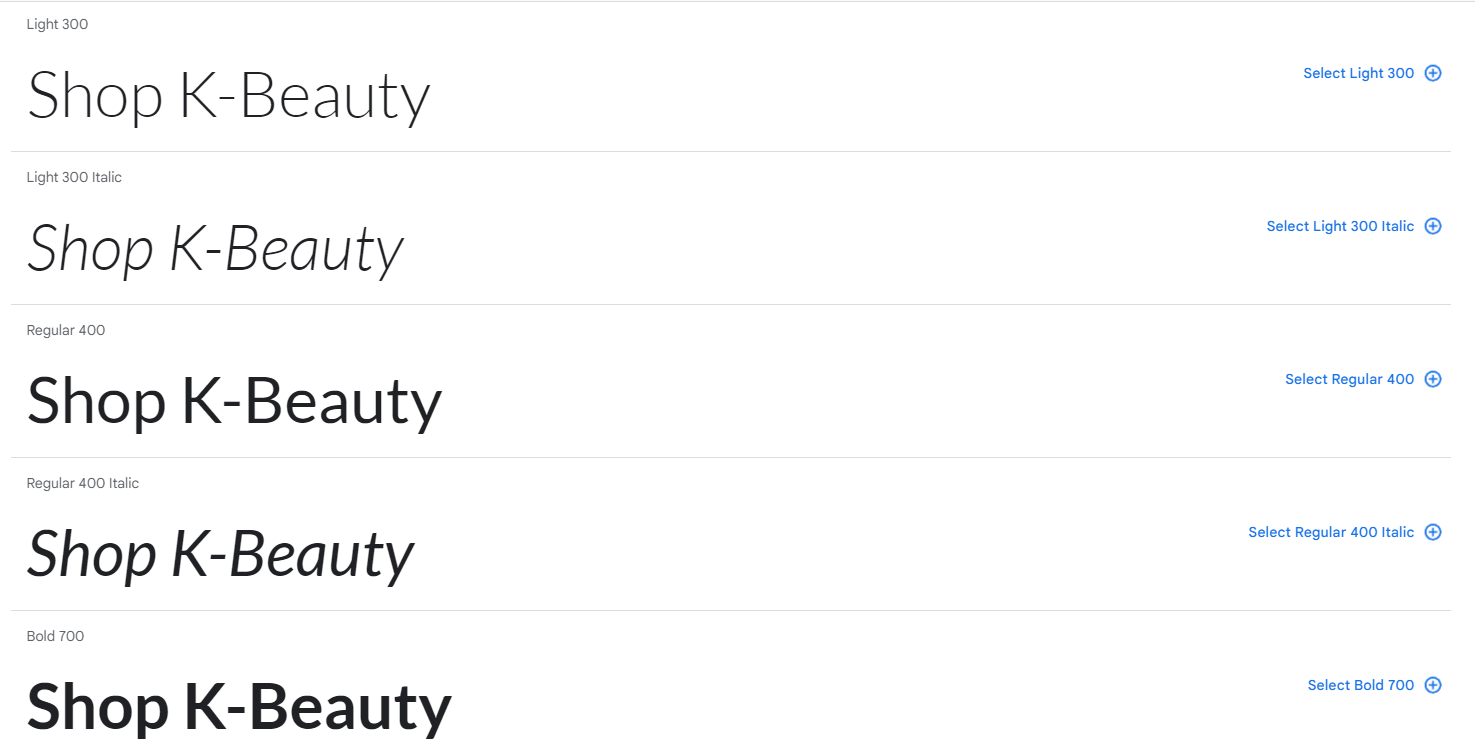 Light 300
Shop K-Beauty
Select Light 300
Light 300 Italic
Shop K-Beauty
Select Light 300 Italic
Regular 400
Shop K-Beauty
Select Regular 400
Regular 400 Italic
Shop K-Beauty
Select Regular 400 Italic
Bold 700
Shop K-Beauty
Select Bold 700